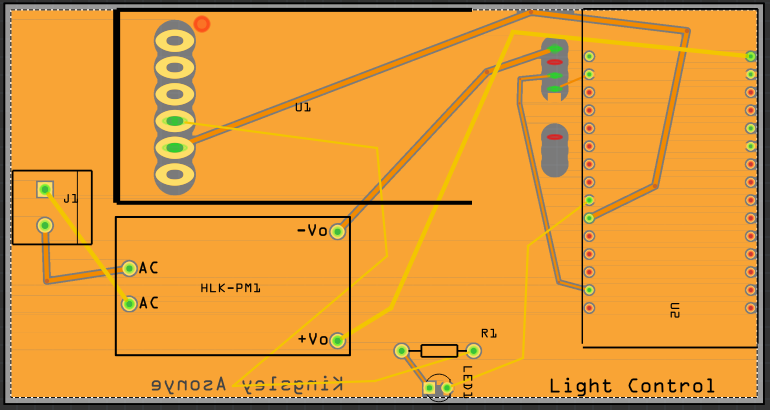 U1
J1
-Vo
AC
HLK-PM1
AC
U2
+Vo
R1
LED1
Kingsley Asonye
Light Control